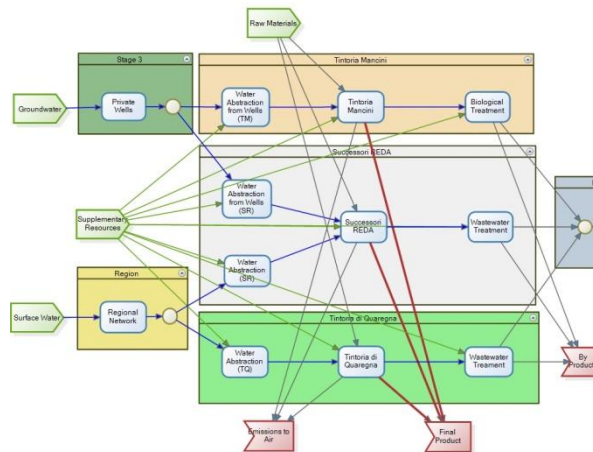 Raw Materials
Stage 3
Tintoria Mancini
Groundwater
Private
Wells
Water
Abstraction
from Wells
(TM)
Tintoria
Mancini
Biological
Treatment
Successori REDA
Water
Abstraction
from Wells
(SR)
Supplementary
Resources
Successori
REDA
Wastewater
Treatment
Region
Water
Abstraction
(SR)
Surface Water
Regional
Network
Tintoria di Quaregna
Water
Abstraction
(TQ)
Tintoria di
Quaregna
Wastewater
Treament
By
Product
Emissions to
Air
Final
Product